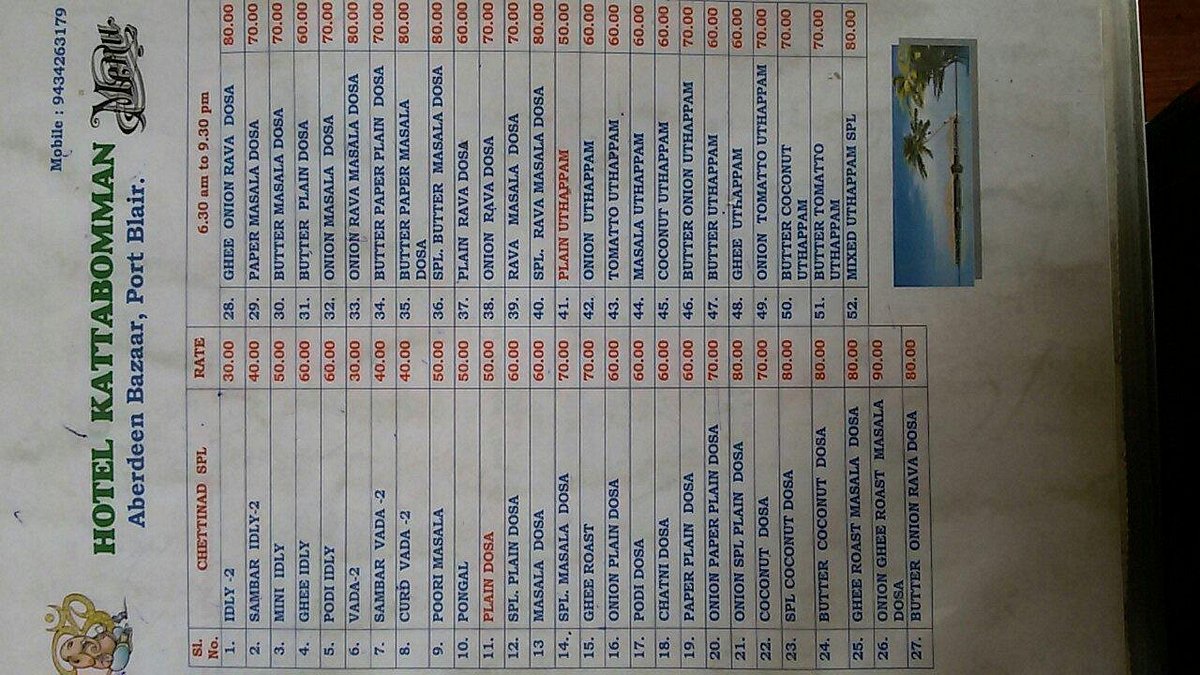 Mobile : 9434263179
HOTEL KATTABOMMAN
Menu
Aberdeen Bazaar, Port Blair.
Sl. No. CHETTINAD SPL RATE
1. IDLY -2 30.00
2. SAMBAR IDLY-2 40.00
3. MINI IDLY 50.00
4. GHEE IDLY 60.00
5. PODI IDLY 60.00
6. VADA-2 30.00
7. SAMBAR VADA -2 40.00
8. CURD VADA -2 40.00
9. POORI MASALA 50.00
10. PONGAL 50.00
11. PLAIN DOSA 50.00
12. SPL. PLAIN DOSA 60.00
13 MASALA DOSA 60.00
14. SPL. MASALA DOSA 70.00
15. GHEE ROAST 70.00
16. ONION PLAIN DOSA 60.00
17. PODI DOSA 60.00
18. CHATNI DOSA 60.00
19. PAPER PLAIN DOSA 60.00
20. ONION PAPER PLAIN DOSA 70.00
21. ONION SPL PLAIN DOSA 80.00
22. COCONUT DOSA 70.00
23. SPL COCONUT DOSA 80.00
24. BUTTER COCONUT DOSA 80.00
25. GHEE ROAST MASALA DOSA 80.00
26. ONION GHEE ROAST MASALA 90.00
DOSA
27. BUTTER ONION RAVA DOSA 80.00
6.30 am to 9.30 pm
28. GHEE ONION RAVA DOSA 80.00
29. PAPER MASALA DOSA 70.00
30. BUTTER MASALA DOSA 70.00
31. BUTTER PLAIN DOSA 60.00
32. ONION MASALA DOSA 70.00
33. ONION RAVA MASALA DOSA 80.00
34. BUTTER PAPER PLAIN DOSA 70.00
35. BUTTER PAPER MASALA 80.00
DOSA
36. SPL. BUTTER MASALA DOSA 80.00
37. PLAIN RAVA DOSA 60.00
38. ONION RAVA DOSA 70.00
39. RAVA MASALA DOSA 70.00
40. SPL. RAVA MASALA DOSA 80.00
41. PLAIN UTHAPPAM 50.00
42. ONION UTHAPPAM 60.00
43. TOMATTO UTHAPPAM 60.00
44. MASALA UTHAPPAM 60.00
45. COCONUT UTHAPPAM 60.00
46. BUTTER ONION UTHAPPAM 70.00
47. BUTTER UTHAPPAM 60.00
48. GHEE UTHAPPAM 60.00
49. ONION TOMATTO UTHAPPAM 70.00
50. BUTTER COCONUT 70.00
UTHAPPAM
51. BUTTER TOMATTO 70.00
UTHAPPAM
52. MIXED UTHAPPAM SPL 80.00